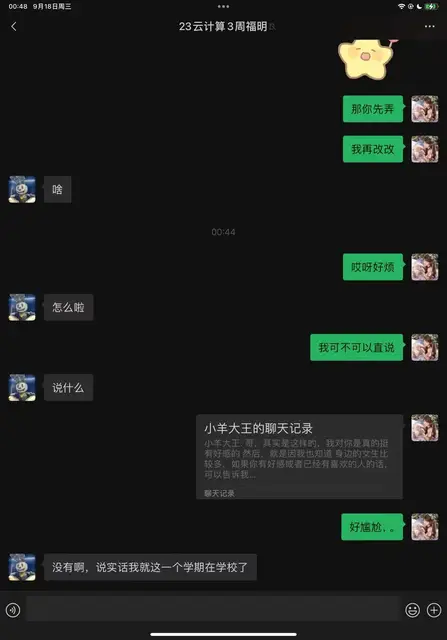 00:48 9月18日周三
23云计算3周福明
那你先弄
我再改改
啥
00:44
哎呀好烦
怎么啦
我可不可以直说
说什么
小羊大王的聊天记录
小羊大王: 哥，其实是这样的，我对你是真的挺
有好感的 然后，就是因我也知道 身边的女生比
较多，如果你有好感或者已经有喜欢的人的话，
可以告诉我...
聊天记录
好尴尬。。
没有啊，说实话我就这一个学期在学校了